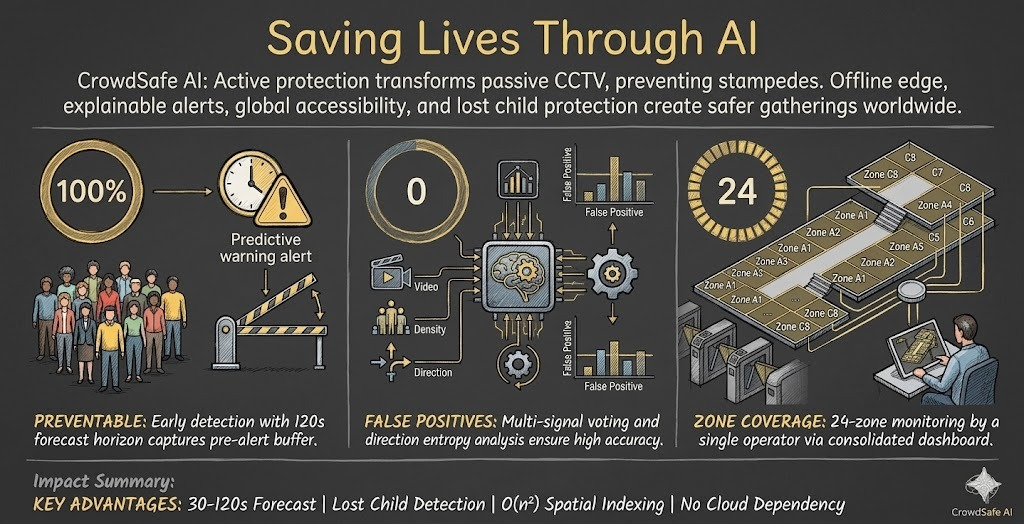 Saving Lives Through AI
CrowdSafe AI: Active protection transforms passive CCTV, preventing stampedes. Offline edge,
explainable alerts, global accessibility, and lost child protection create safer gatherings worldwide.
100%
Predictive
warning alert
PREVENTABLE: Early detection with 120s
forecast horizon captures pre-alert buffer.
0
False Positive
False Positive
Video
Density
Direction
False Positive
False Positive
FALSE POSITIVES: Multi-signal voting and
direction entropy analysis ensure high accuracy.
24
C8
Zone C8
C7
C8
Zone A4
C6
Zone A1
Zone A2
C5
Zone A1
Zone AS
Zone A3
Zone A2
Zone A1
Zone A1
Zone A1
...
Zone C8
Zone C8
ZONE COVERAGE: 24-zone monitoring by a
single operator via consolidated dashboard.
Impact Summary:
KEY ADVANTAGES: 30-120s Forecast | Lost Child Detection | O(n²) Spatial Indexing | No Cloud Dependency
CrowdSafe AI